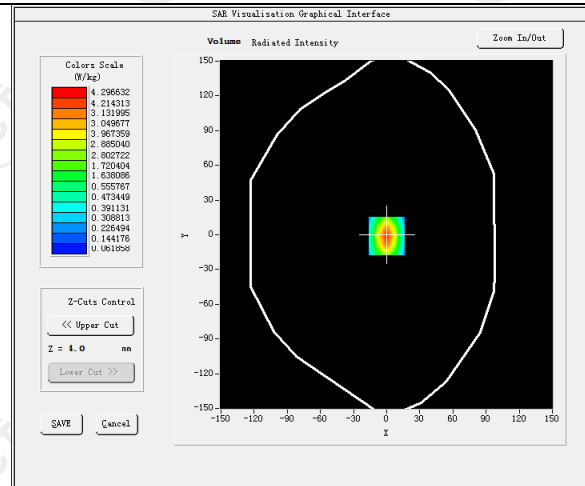 SAR Visualisation Graphical Interface
Volume Radiated Intensity
Zoom In/Out
Colors Scale
(W/kg)
4.296632
4.214313
3.131995
3.049677
3.967359
2.885040
2.802722
1.720404
1.638086
0.555767
0.473449
0.391131
0.308813
0.226494
0.144176
0.061858
Z-Cuts Control
<< Upper Cut
Z = 4.0 mm
Lower Cut >>
SAVE Cancel
150
120
90
60
30
0
-30
-60
-90
-120
-150
Y
-150 -120 -90 -60 -30 0 30 60 90 120 150
X